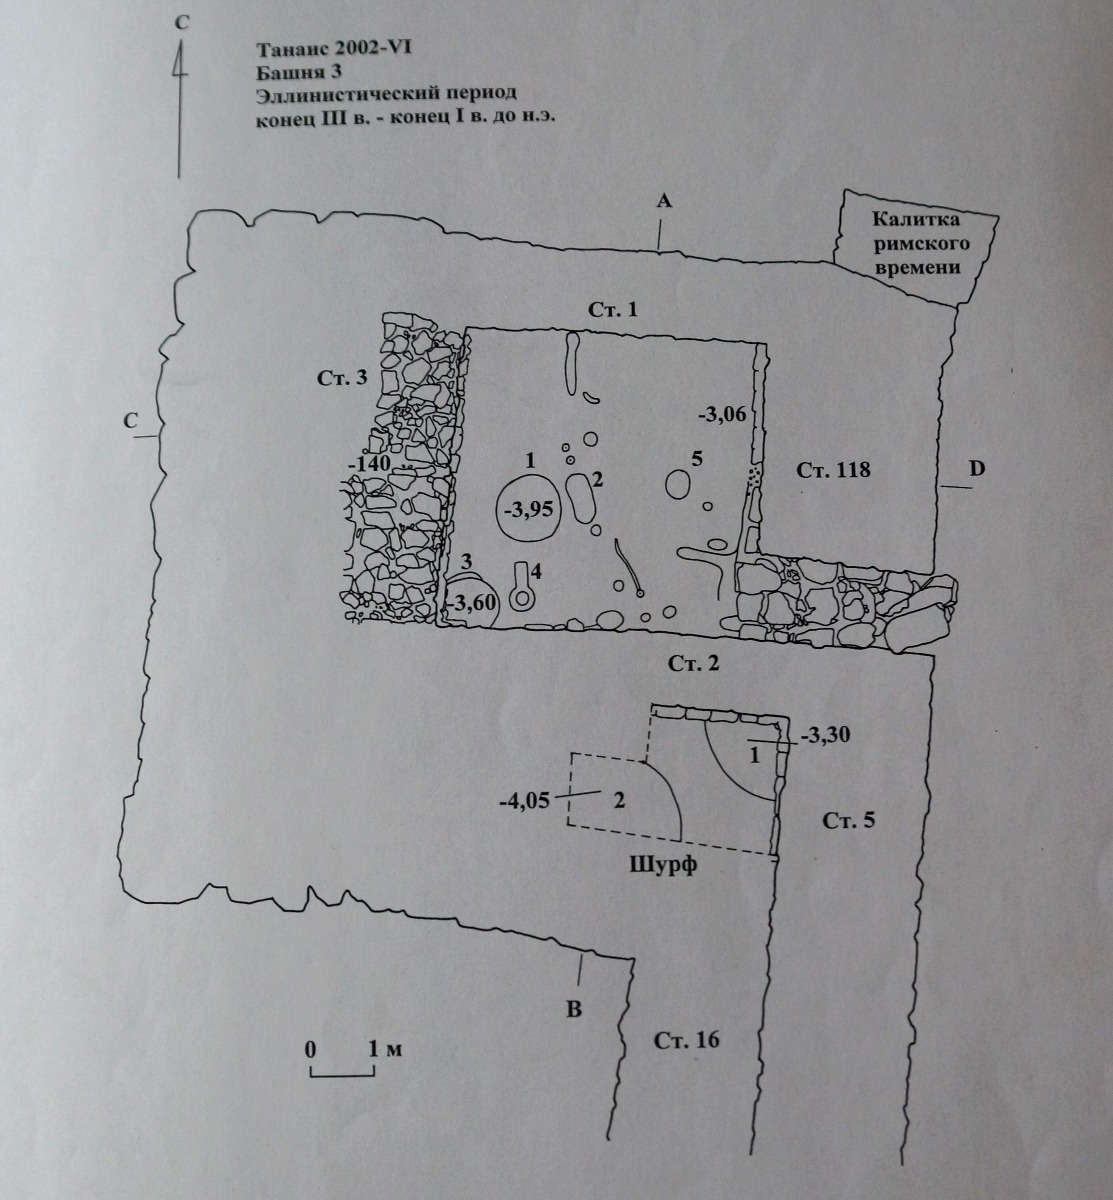 С
Танаис 2002-VI
Башня 3
Эллинистический период
конец III в. - конец I в. до н.э.
А
Калитка
римского
времени
Ст. 1
Ст. 3
С
-3,06
-140
1
2
5
Ст. 118
D
-3,95
3
4
-3,60
Ст. 2
-3,30
1
-4,05
2
Ст. 5
Шурф
В
Ст. 16
0 1 м